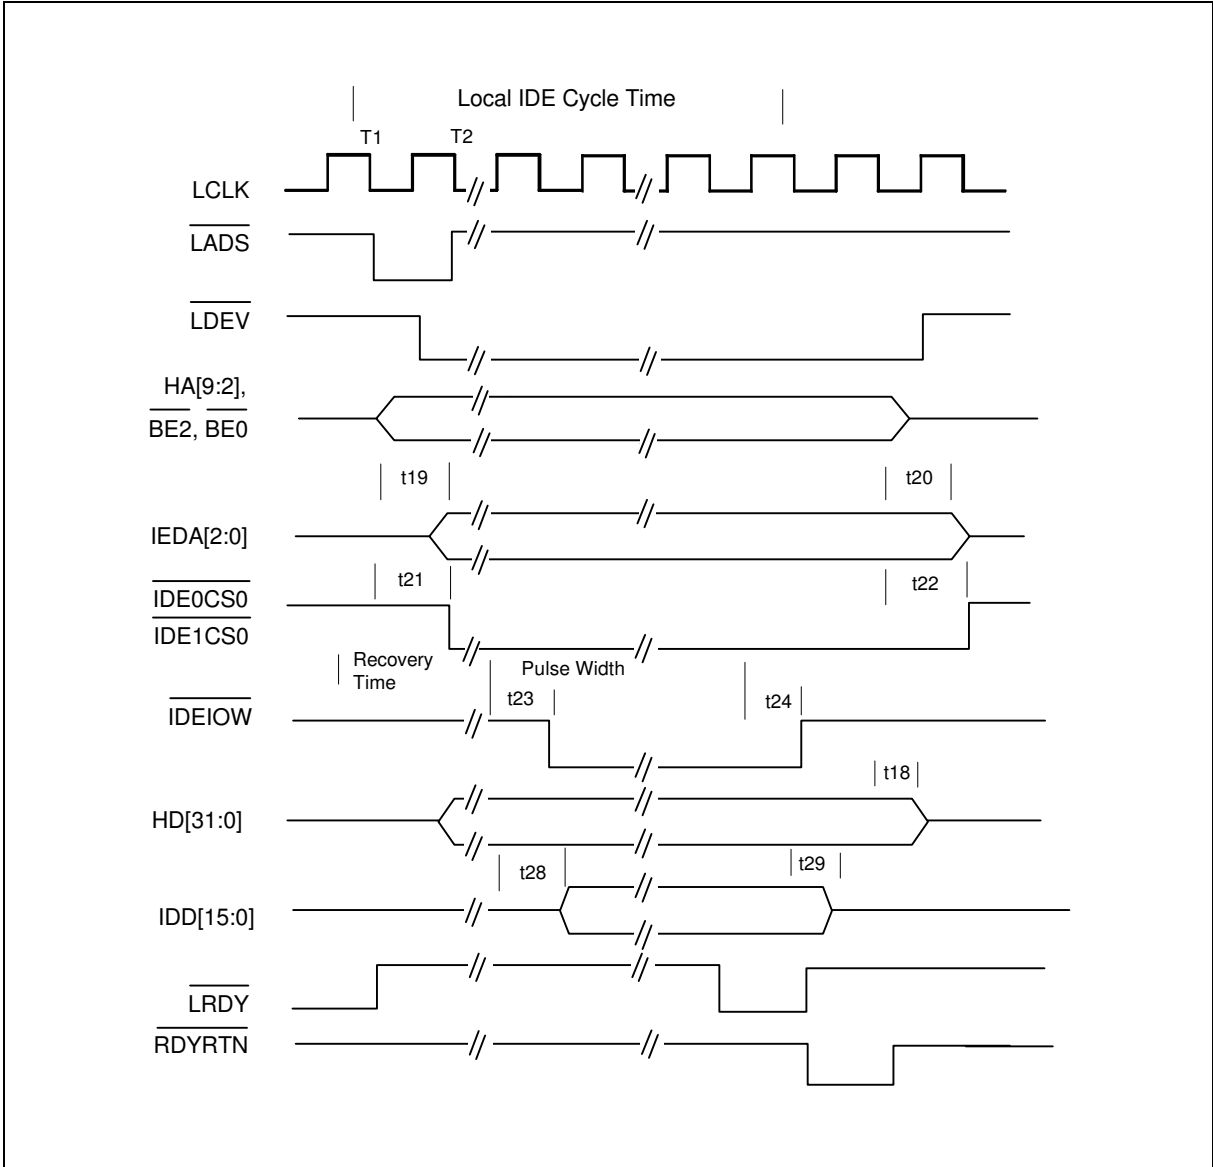 Local IDE Cycle Time
T1 T2
LCLK
LADS
LDEV
HA[9:2],
BE2, BE0
t19 t20
IEDA[2:0]
t21 t22
IDE0CS0
IDE1CS0
Recovery
Time
Pulse Width
t23 t24
IDEIOW
t18
HD[31:0]
t28 t29
IDD[15:0]
LRDY
RDYRTN